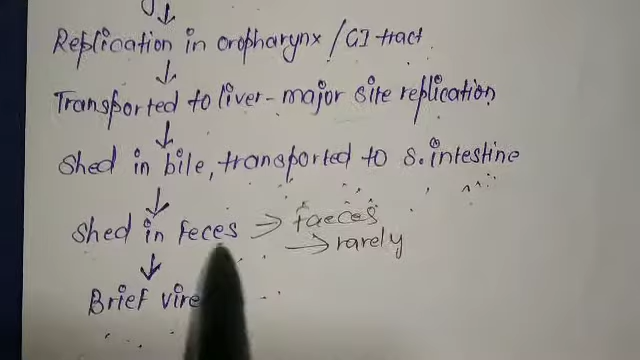 Replication in oropharynx / GI tract
Transported to liver - major site replication
Shed in bile, transported to s. intestine
Shed in Feces → faeces
→ rarely
Brief